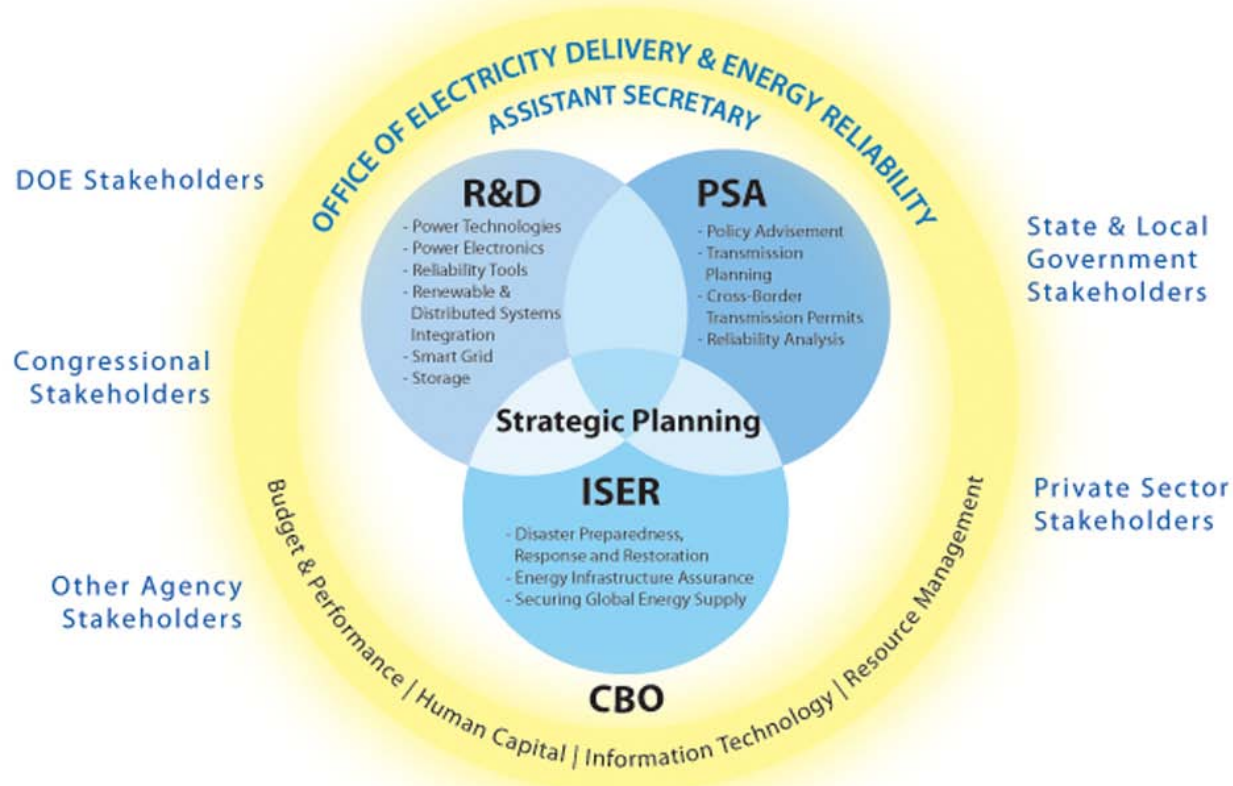 OFFICE OF ELECTRICITY DELIVERY & ENERGY RELIABILITY
ASSISTANT SECRETARY
DOE Stakeholders
Congressional
Stakeholders
Other Agency
Stakeholders
R&D
- Power Technologies
- Power Electronics
- Reliability Tools
- Renewable &
Distributed Systems
Integration
- Smart Grid
- Storage
PSA
- Policy Advisement
- Transmission
Planning
- Cross-Border
Transmission Permits
- Reliability Analysis
Strategic Planning
ISER
- Disaster Preparedness,
Response and Restoration
- Energy Infrastructure Assurance
- Securing Global Energy Supply
CBO
Budget & Performance | Human Capital | Information Technology | Resource Management
State & Local
Government
Stakeholders
Private Sector
Stakeholders